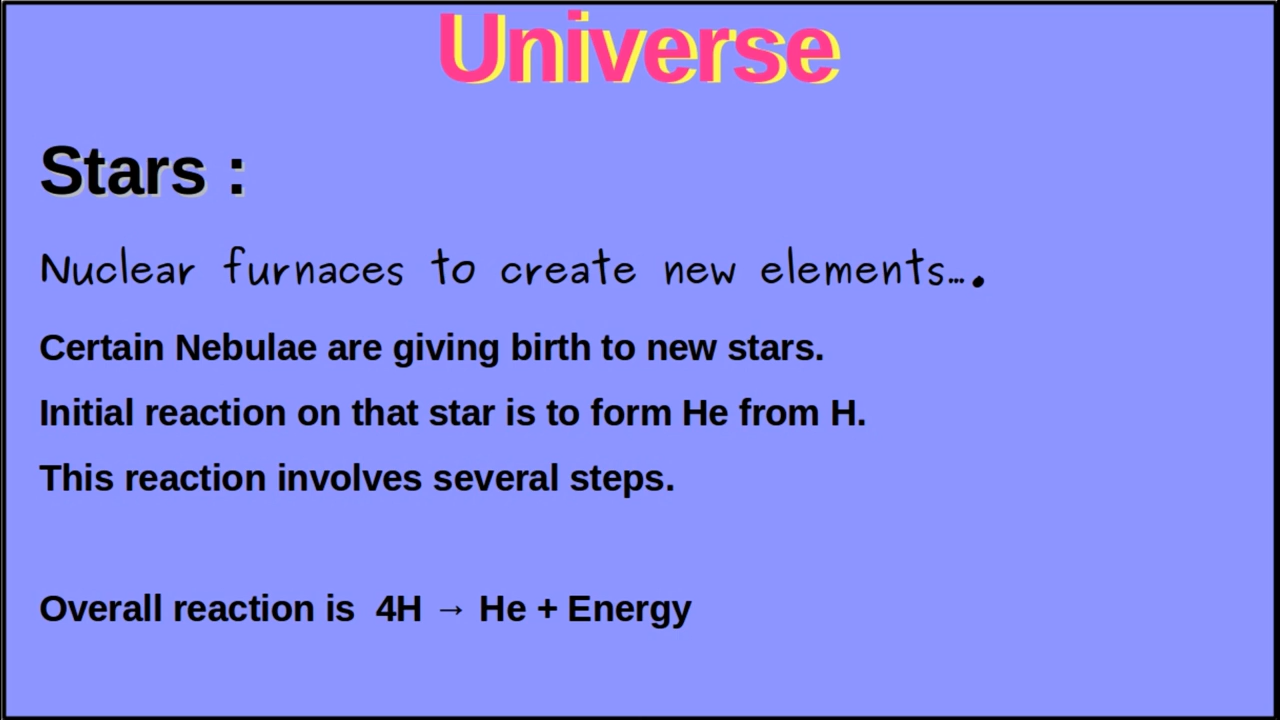 Universe
Stars :
Nuclear furnaces to create new elements….
Certain Nebulae are giving birth to new stars.
Initial reaction on that star is to form He from H.
This reaction involves several steps.
Overall reaction is 4H → He + Energy